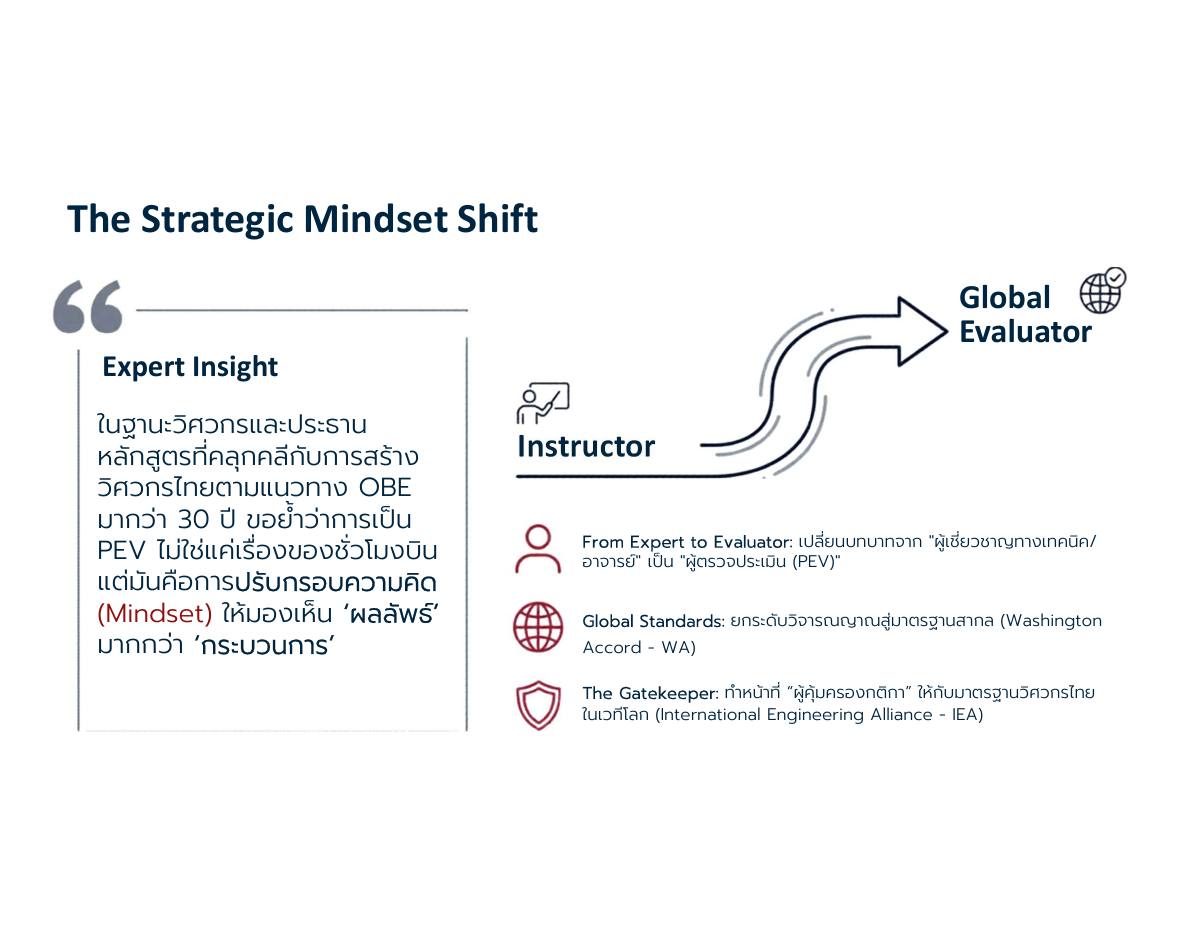 The Strategic Mindset Shift
“
Expert Insight
ในฐานะวิศวกรและประธาน
หลักสูตรที่คลุกคลีกับการสร้าง
วิศวกรไทยตามแนวทาง OBE
มากว่า 30 ปี ขอย้ำว่าการเป็น
PEV ไม่ใช่แค่เรื่องของชั่วโมงบิน
แต่มันคือการปรับกรอบความคิด
(Mindset) ให้มองเห็น ‘ผลลัพธ์’
มากกว่า ‘กระบวนการ’
Instructor
Global
Evaluator
From Expert to Evaluator: เปลี่ยนบทบาทจาก "ผู้เชี่ยวชาญทางเทคนิค/
อาจารย์" เป็น "ผู้ตรวจประเมิน (PEV)"
Global Standards: ยกระดับวิจารณญาณสู่มาตรฐานสากล (Washington
Accord - WA)
The Gatekeeper: ทำหน้าที่ “ผู้คุ้มครองกติกา” ให้กับมาตรฐานวิศวกรไทย
ในเวทีโลก (International Engineering Alliance - IEA)